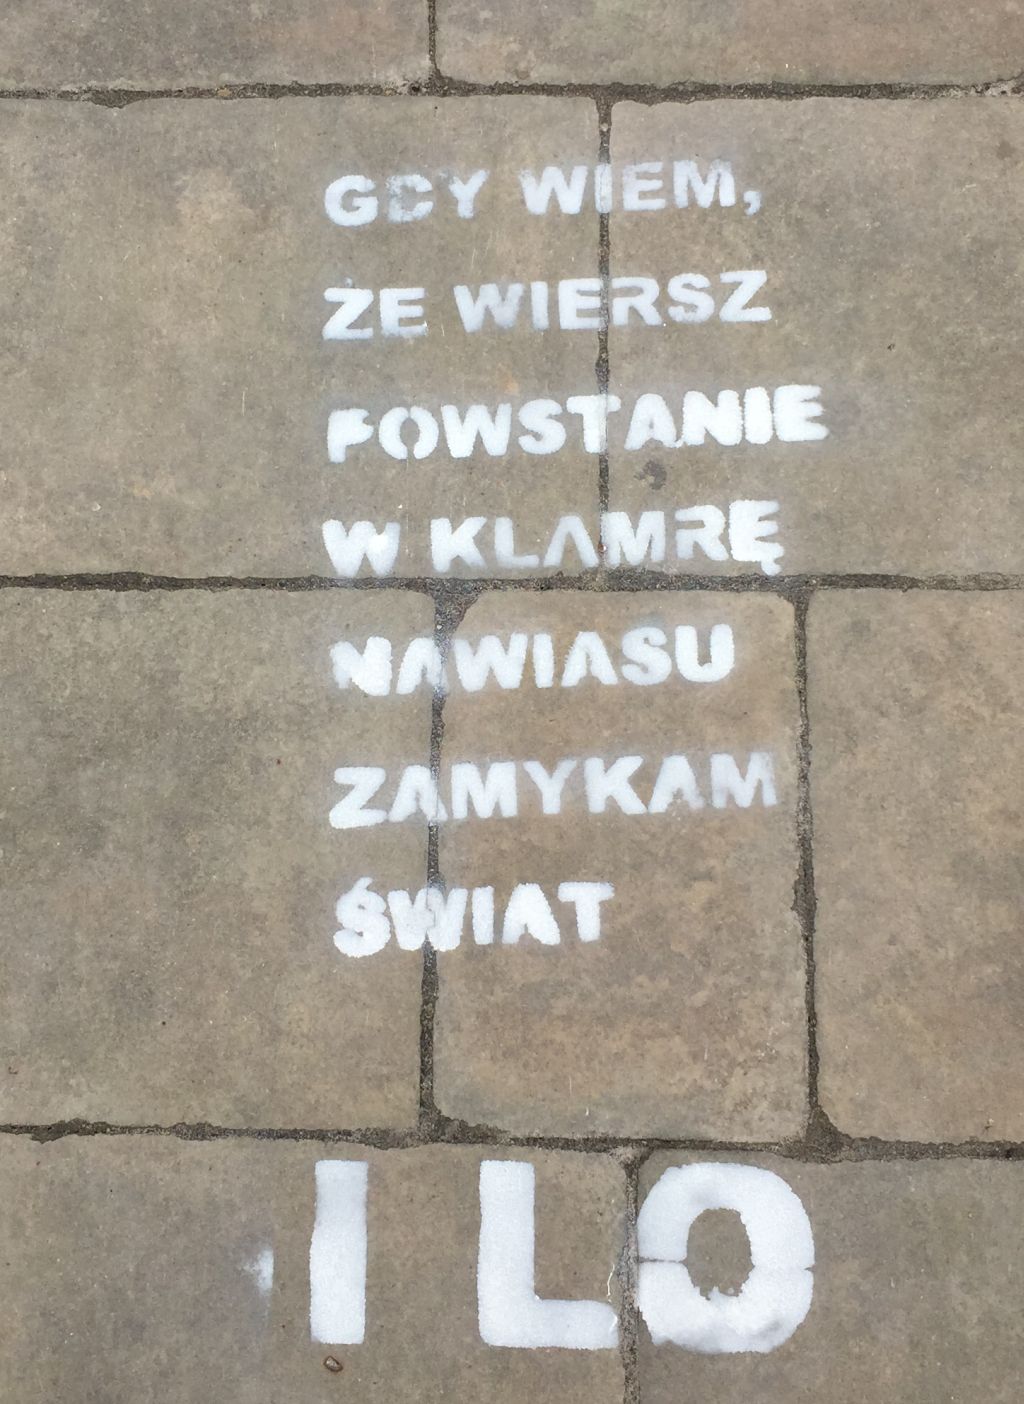 GDY WIEM,
ŻE WIERSZ
POWSTANIE
W KLAMRĘ
NAWIASU
ZAMYKAM
ŚWIAT
I LO